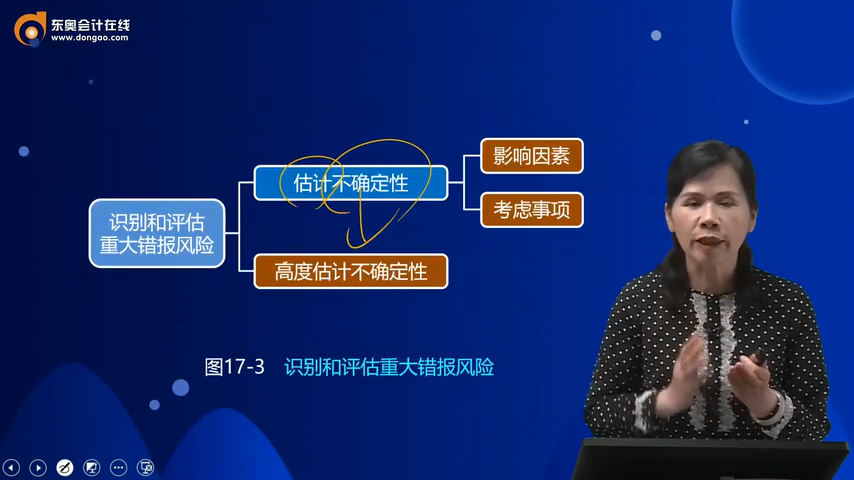 东奥会计在线
www.dongao.com
影响因素
估计不确定性
考虑事项
识别和评估
重大错报风险
高度估计不确定性
图17-3 识别和评估重大错报风险